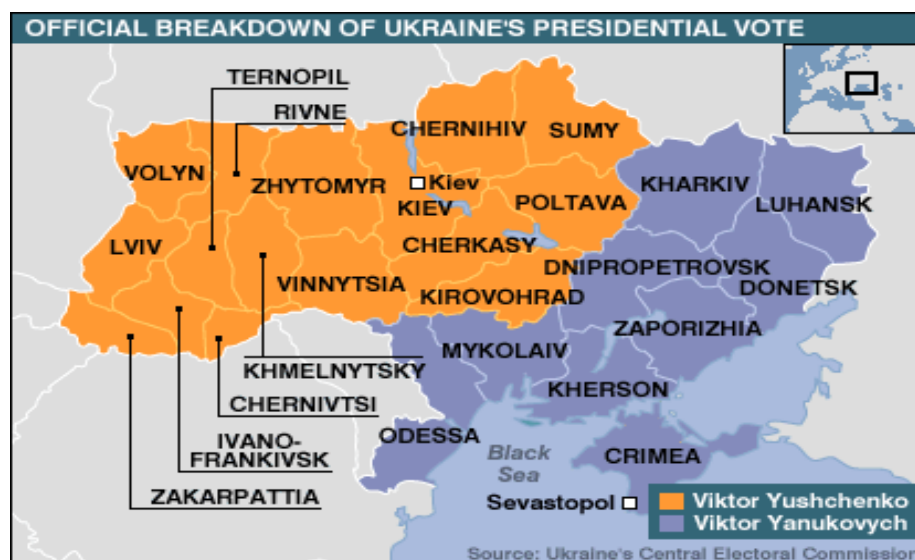 OFFICIAL BREAKDOWN OF UKRAINE'S PRESIDENTIAL VOTE
TERNOPIL
RIVNE
CHERNIHIV
SUMY
VOLYN
ZHYTOMYR
Kiev
KIEV
KHARKIV
POLTAVA
LUHANSK
LVIV
CHERKASY
DNIPROPETROVSK
VINNYTSIA
KIROVOHRAD
DONETSK
ZAPORIZHIA
MYKOLAIV
KHMELNYTSKY
KHERSON
CHERNIVTSI
ODESSA
IVANO-
FRANKIVSK
Black
Sea
CRIMEA
ZAKARPATTIA
Sevastopol
Viktor Yushchenko
Viktor Yanukovych
Source: Ukraine's Central Electoral Commission